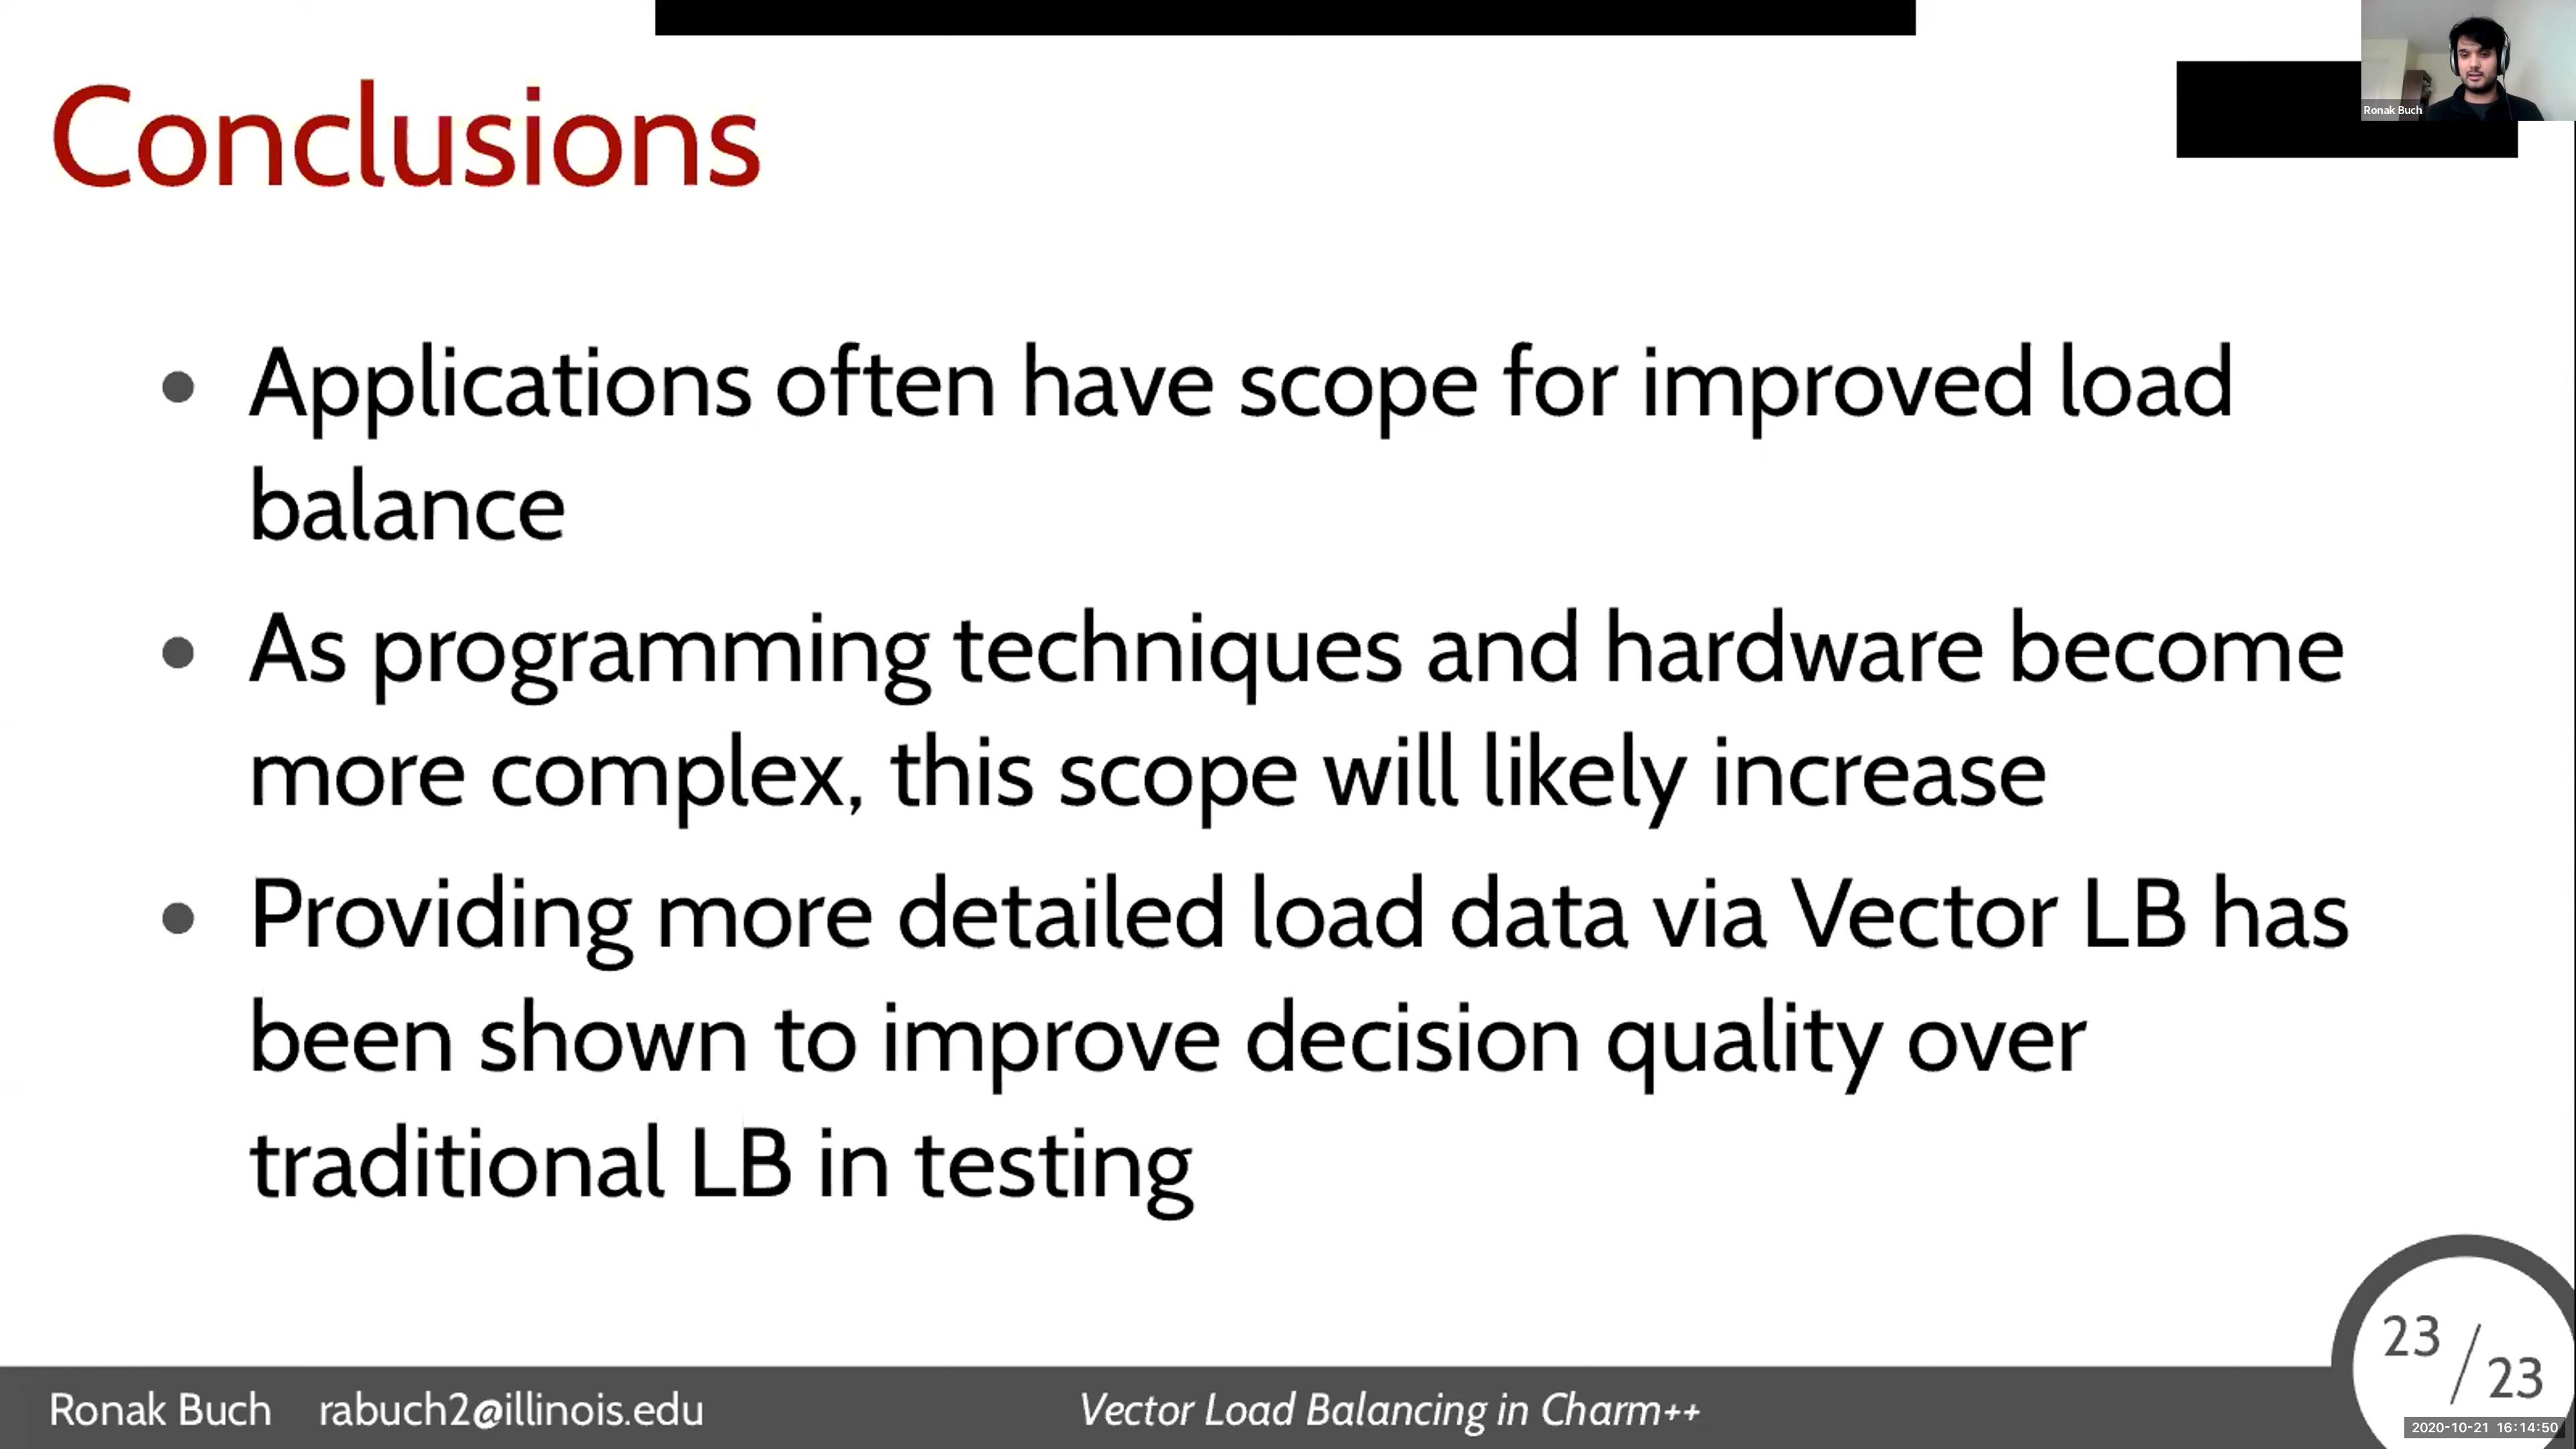 Conclusions
Ronak Buch
• Applications often have scope for improved load
balance
• As programming techniques and hardware become
more complex, this scope will likely increase
• Providing more detailed load data via Vector LB has
been shown to improve decision quality over
traditional LB in testing
23 / 23
Ronak Buch rabuch2@illinois.edu Vector Load Balancing in Charm++
2020-10-21 16:14:50